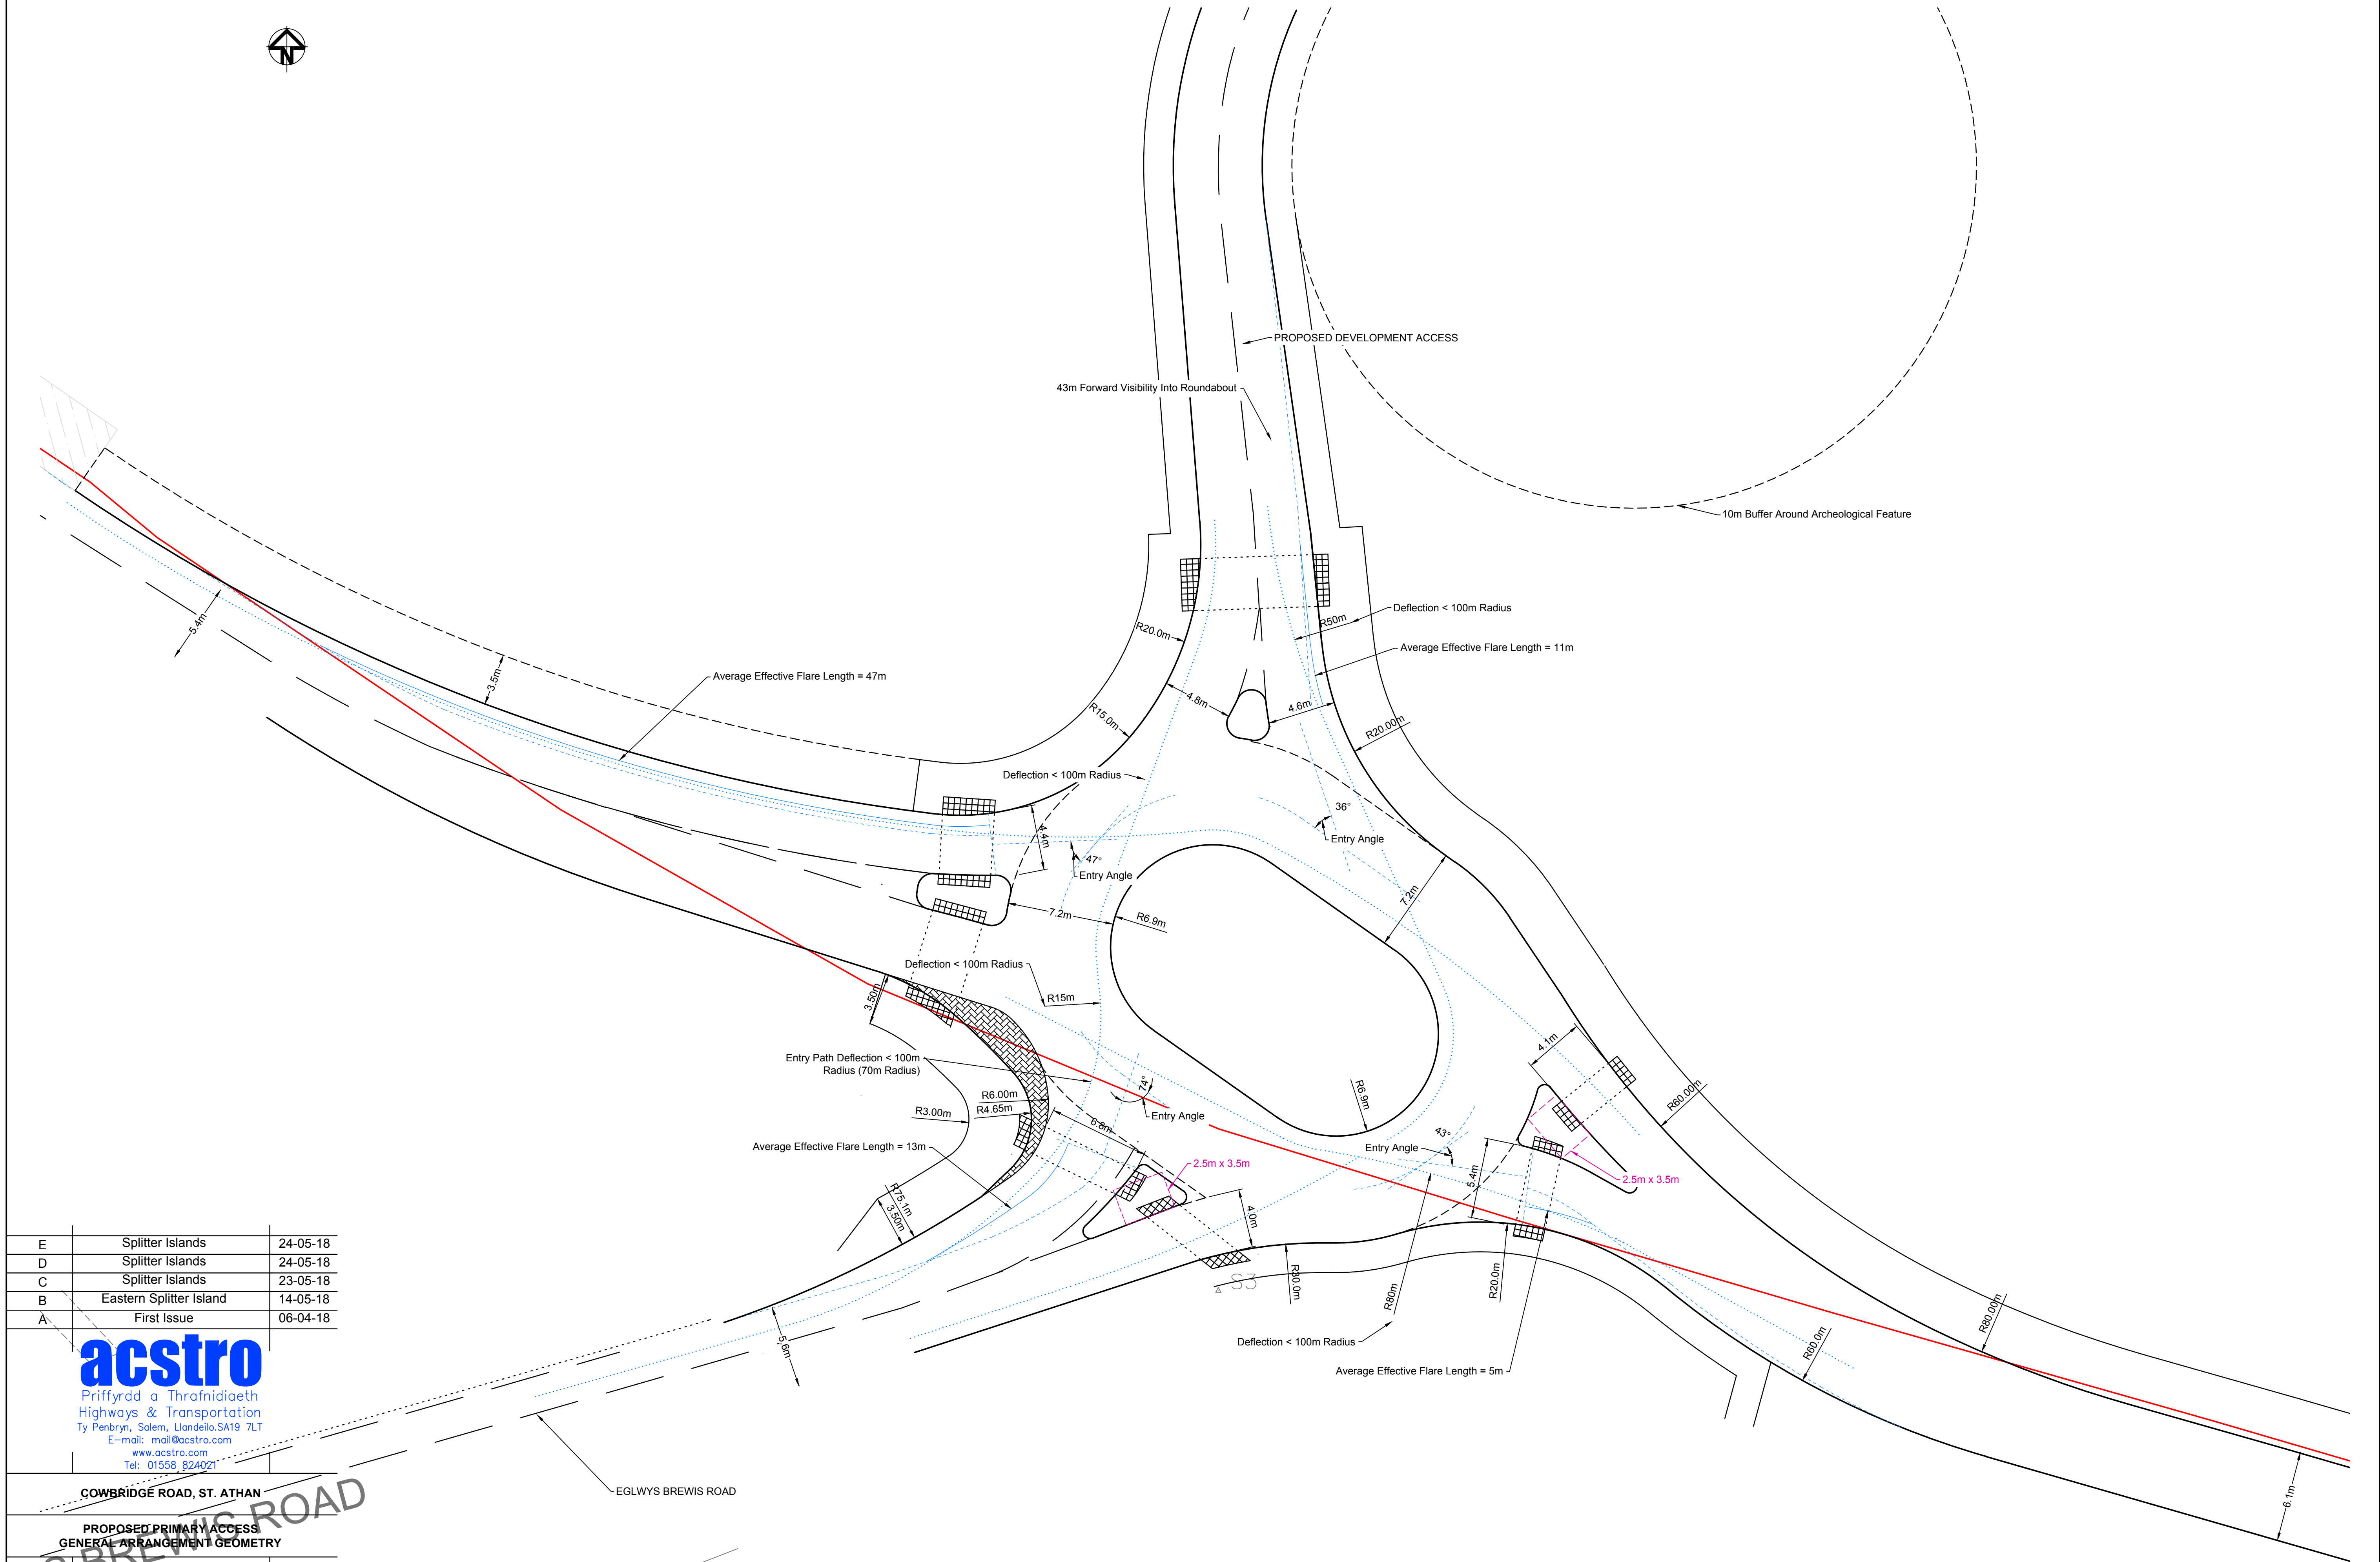 N
PROPOSED DEVELOPMENT ACCESS
43m Forward Visibility Into Roundabout
10m Buffer Around Archeological Feature
Deflection < 100m Radius
R50m
5.4m
R20.0m
Average Effective Flare Length = 11m
3.5m
Average Effective Flare Length = 47m
4.8m
4.6m
R15.0m
R20.00m
Deflection < 100m Radius
36°
Entry Angle
4.4m
47°
Entry Angle
7.2m
7.2m
R6.9m
Deflection < 100m Radius
R15m
3.50m
4.1m
Entry Path Deflection < 100m
Radius (70m Radius)
74°
R6.9m
R60.00m
R6.00m
R4.65m
R3.00m
Entry Angle
6.8m
43°
Entry Angle
Average Effective Flare Length = 13m
2.5m x 3.5m
5.4m
2.5m x 3.5m
R75.1m
3.50m
4.0m
S3
R30.0m
R80m
R20.0m
R80.00m
R60.0m
5.6m
Deflection < 100m Radius
Average Effective Flare Length = 5m
6.1m
EGLWYS BREWIS ROAD
E Splitter Islands 24-05-18
D Splitter Islands 24-05-18
C Splitter Islands 23-05-18
B Eastern Splitter Island 14-05-18
A First Issue 06-04-18
acstro
Priffyrdd a Thrafnidiaeth
Highways & Transportation
Ty Penbryn, Salem, Llandeilo.SA19 7LT
E-mail: mail@acstro.com
www.acstro.com
Tel: 01558 824021
COWBRIDGE ROAD, ST. ATHAN
PROPOSED PRIMARY ACCESS
GENERAL ARRANGEMENT GEOMETRY
BREWIS ROAD